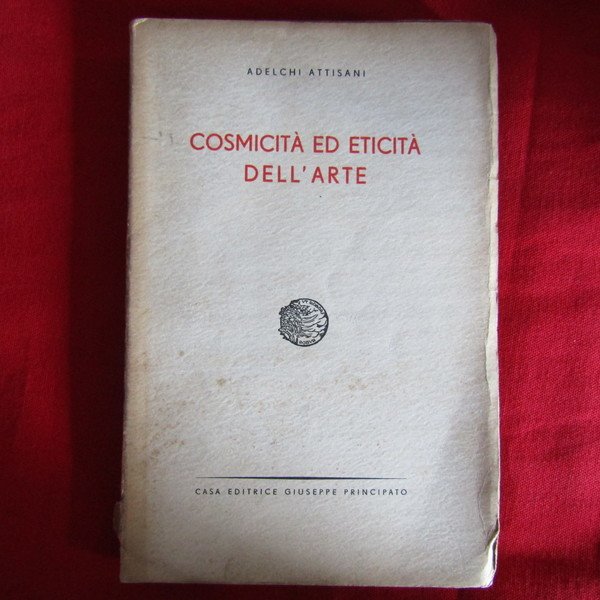 ADELCHI ATTISANI
COSMICITÀ ED ETICITÀ
DELL'ARTE
CASA EDITRICE GIUSEPPE PRINCIPATO